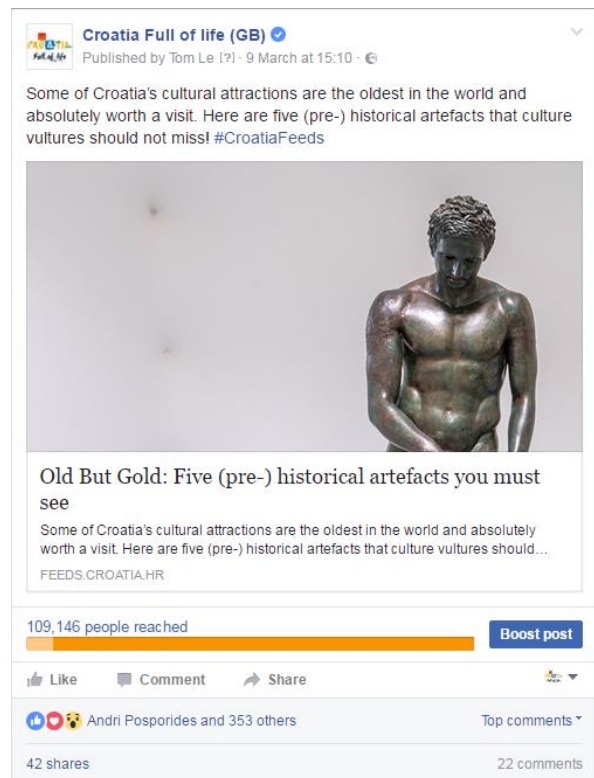 CROATIA
Full of life
Croatia Full of life (GB)
Published by Tom Le [?] · 9 March at 15:10 ·
Some of Croatia's cultural attractions are the oldest in the world and
absolutely worth a visit. Here are five (pre-) historical artefacts that culture
vultures should not miss! #CroatiaFeeds
Old But Gold: Five (pre-) historical artefacts you must
see
Some of Croatia's cultural attractions are the oldest in the world and absolutely
worth a visit. Here are five (pre-) historical artefacts that culture vultures should...
FEEDS.CROATIA.HR
109,146 people reached
Boost post
Like Comment Share
Andri Posporides and 353 others Top comments
42 shares 22 comments